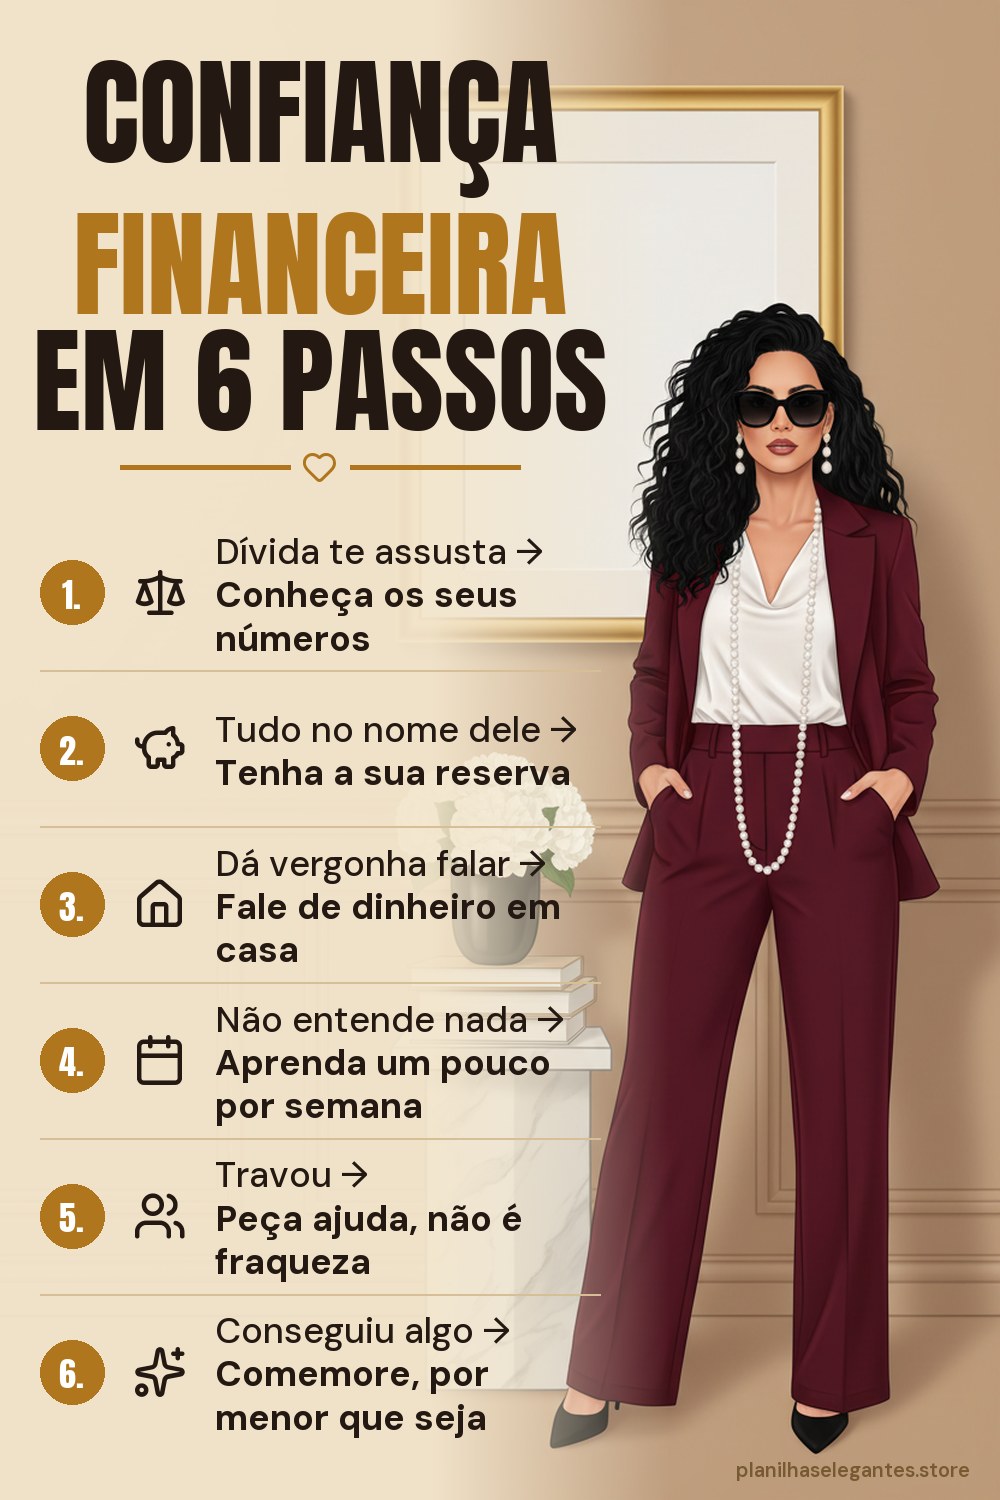 CONFIANÇA
FINANCEIRA
EM 6 PASSOS
1.
Dívida te assusta →
Conheça os seus
números
2.
Tudo no nome dele →
Tenha a sua reserva
3.
Dá vergonha falar →
Fale de dinheiro em
casa
4.
Não entende nada →
Aprenda um pouco
por semana
5.
Travou →
Peça ajuda, não é
fraqueza
6.
Conseguiu algo →
Comemore, por
menor que seja
planilhaselegantes.store